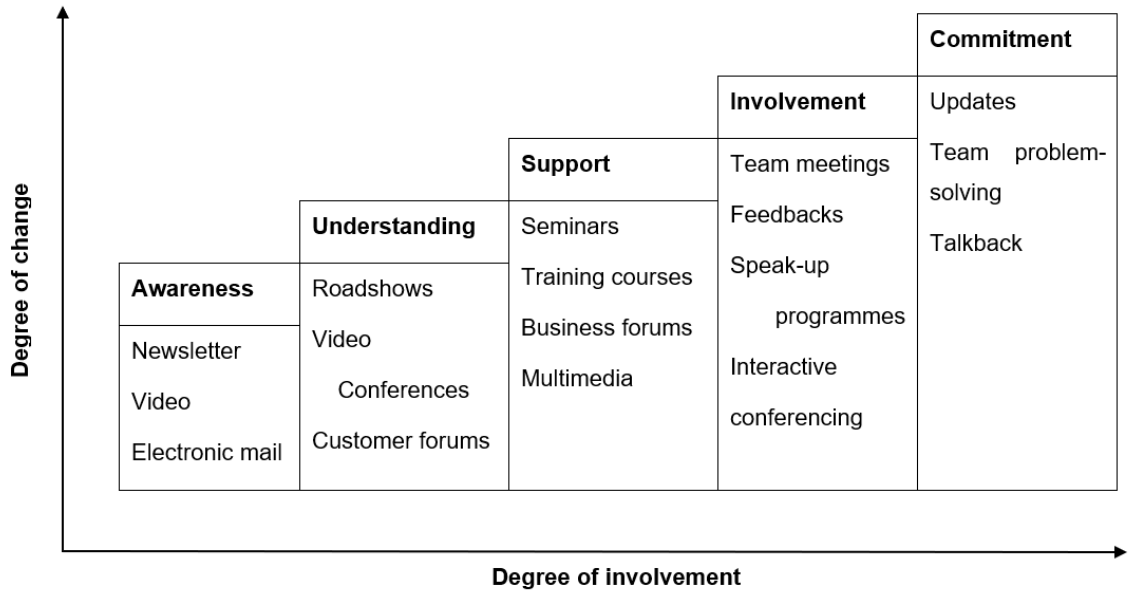 Commitment
Updates
Team problem-
solving
Talkback
Involvement
Team meetings
Feedbacks
Speak-up
programmes
Interactive
conferencing
Support
Seminars
Training courses
Business forums
Multimedia
Understanding
Roadshows
Video
Conferences
Customer forums
Awareness
Newsletter
Video
Electronic mail
Degree of change
Degree of involvement